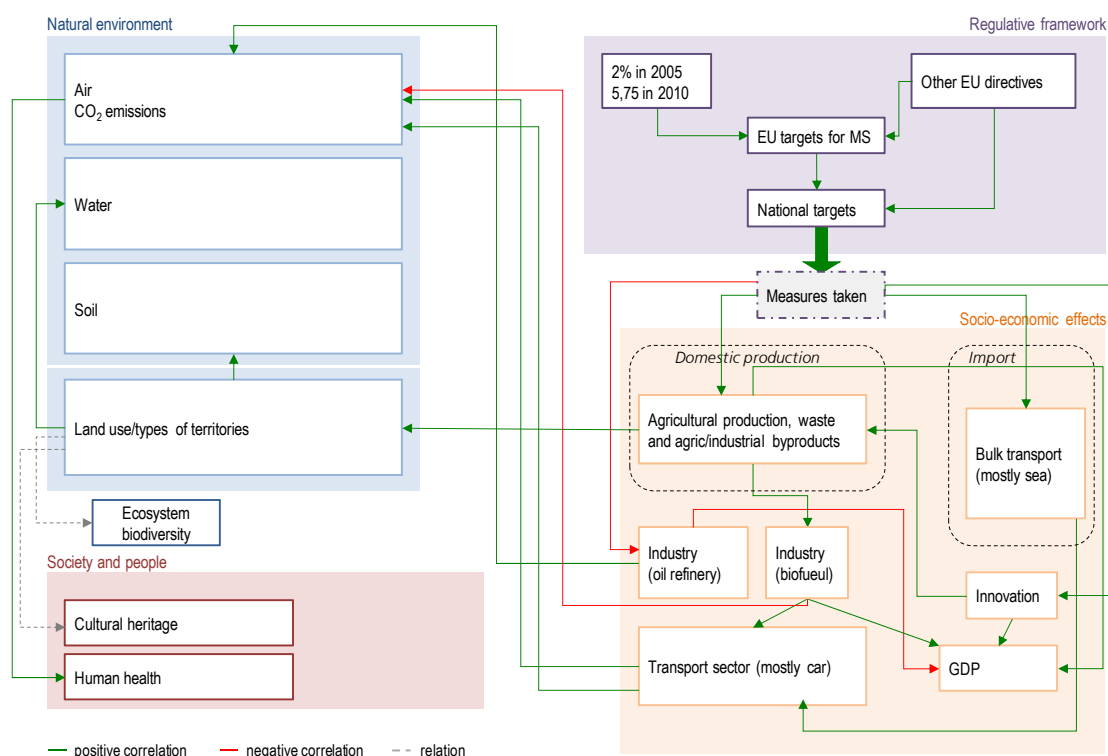 Natural environment
Air
CO₂ emissions
Water
Soil
Land use/types of territories
Ecosystem
biodiversity
Society and people
Cultural heritage
Human health
Regulative framework
2% in 2005
5,75 in 2010
Other EU directives
EU targets for MS
National targets
Measures taken
Socio-economic effects
Domestic production
Import
Agricultural production, waste
and agric/industrial byproducts
Bulk transport
(mostly sea)
Industry
(oil refinery)
Industry
(biofueul)
Innovation
Transport sector (mostly car)
GDP
positive correlation
negative correlation
relation